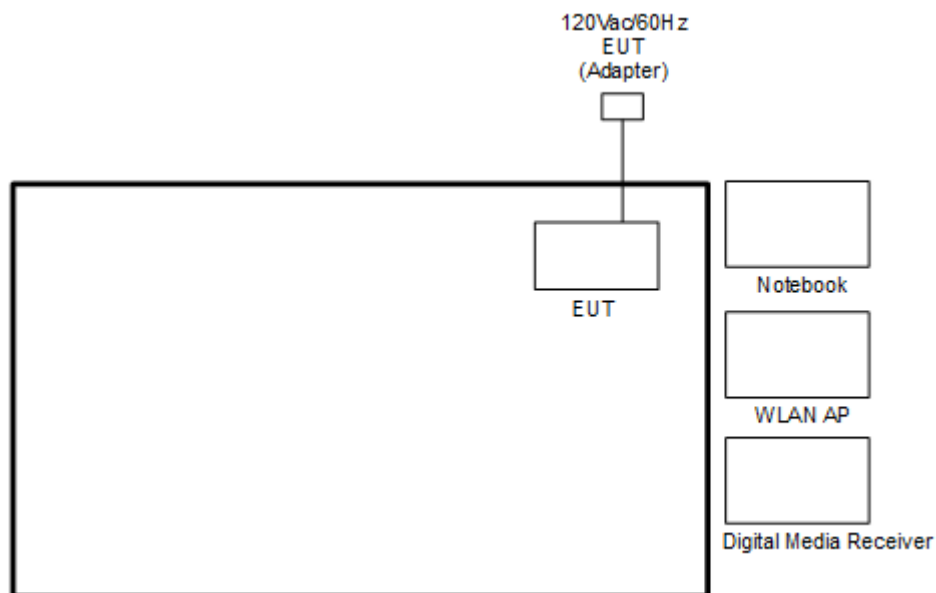 120Vac/60Hz
EUT
(Adapter)
EUT
Notebook
WLAN AP
Digital Media Receiver